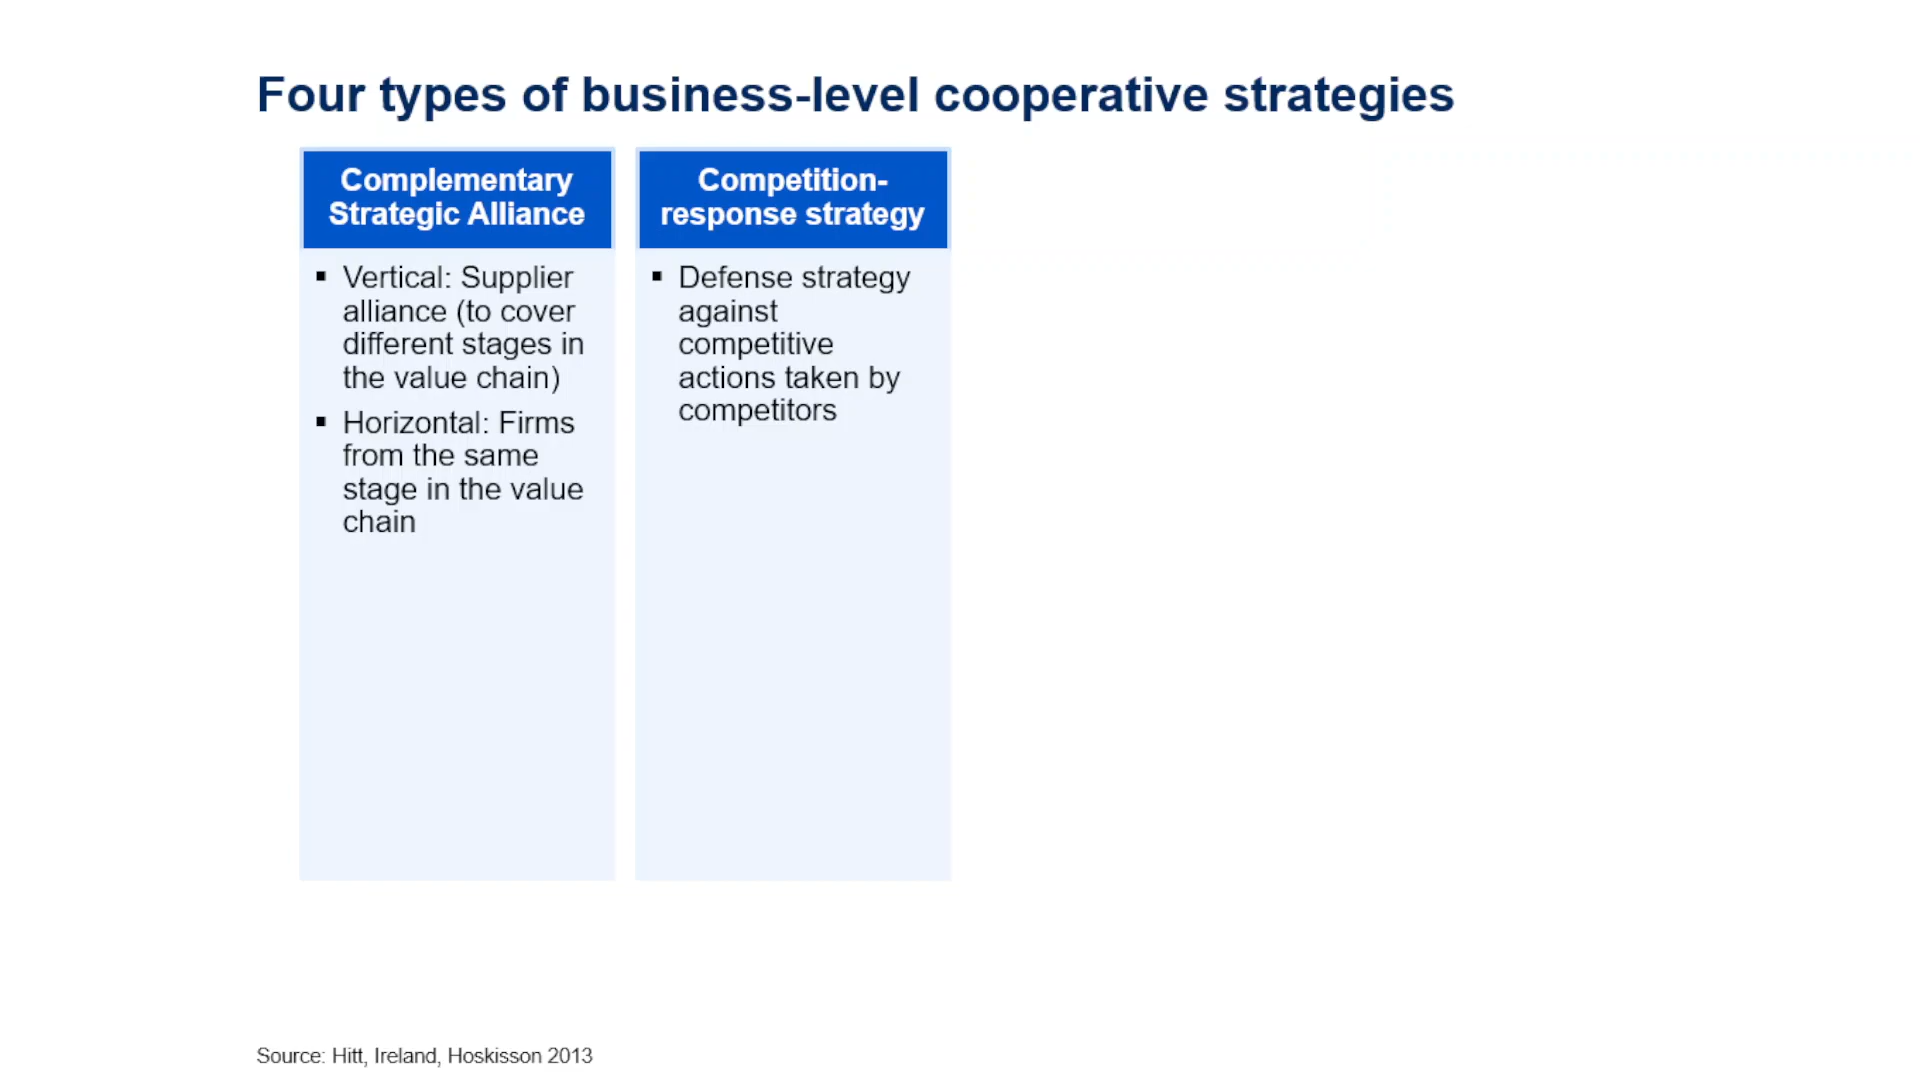 Four types of business-level cooperative strategies
Complementary
Strategic Alliance
▪ Vertical: Supplier
alliance (to cover
different stages in
the value chain)
▪ Horizontal: Firms
from the same
stage in the value
chain
Competition-
response strategy
▪ Defense strategy
against
competitive
actions taken by
competitors
Source: Hitt, Ireland, Hoskisson 2013